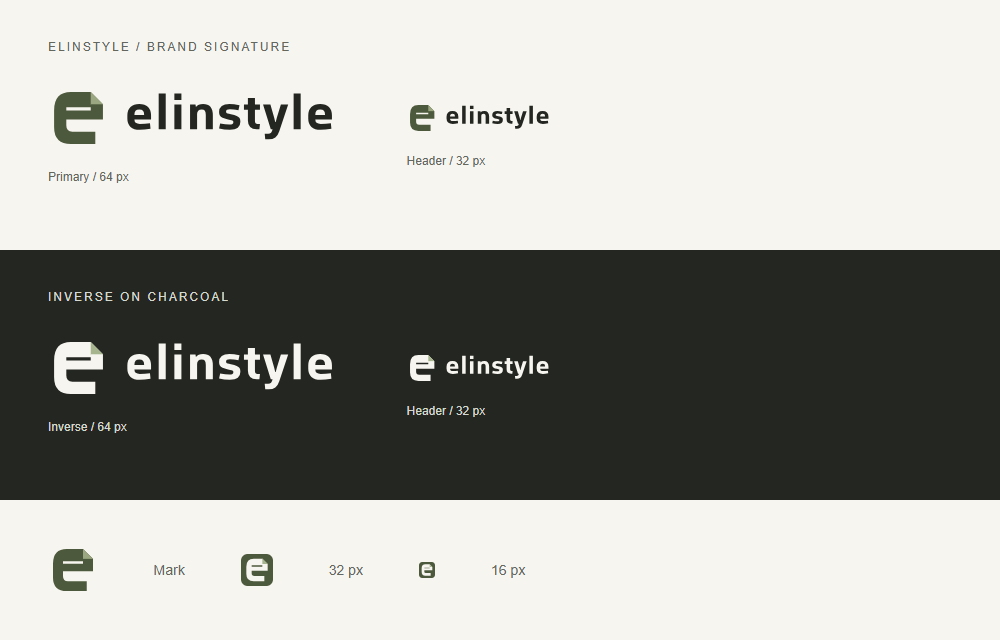 ELINSTYLE / BRAND SIGNATURE
e elinstyle
e elinstyle
Primary / 64 px
Header / 32 px
INVERSE ON CHARCOAL
e elinstyle
e elinstyle
Inverse / 64 px
Header / 32 px
e Mark e 32 px e 16 px